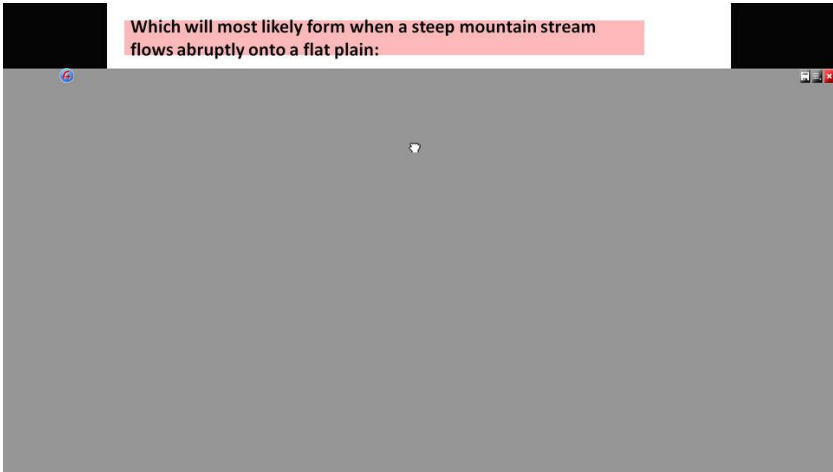 Which will most likely form when a steep mountain stream
flows abruptly onto a flat plain: